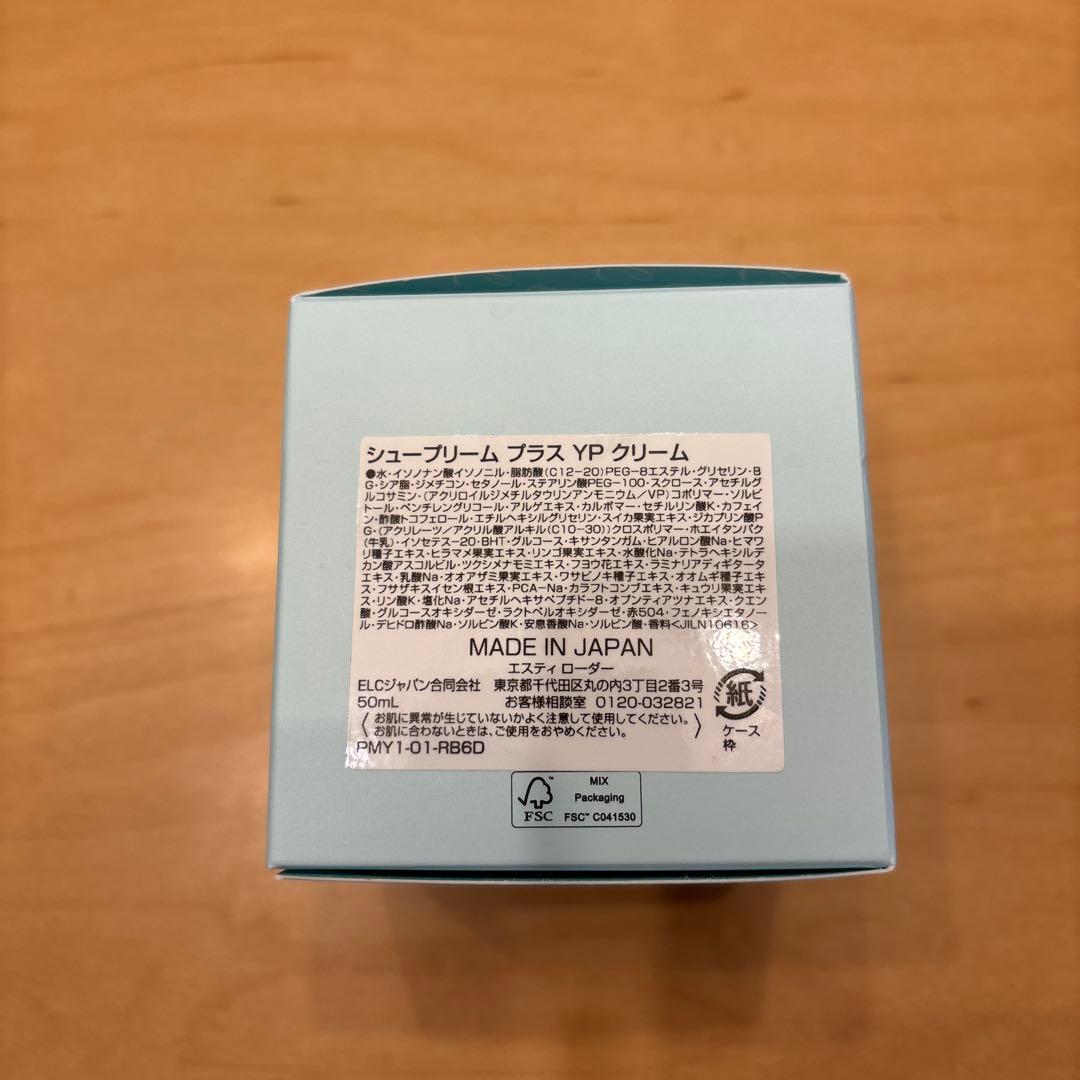 シュープリーム プラス YP クリーム
●水・イソノナン酸イソノニル・脂肪酸(C12-20)PEG-8エステル・グリセリン・B
G・シア脂・ジメチコン・セタノール・ステアリン酸PEG-100・スクロース・アセチルグ
ルコサミン・(アクリロイルジメチルタウリンアンモニウム/VP)コポリマー・ソルビ
トール・ペンチレングリコール・アルゲエキス・カルボマー・セチルリン酸K・カフェイ
ン・酢酸トコフェロール・エチルヘキシルグリセリン・スイカ果実エキス・ジカプリン酸P
G・(アクリレーツ/アクリル酸アルキル(C10-30))クロスポリマー・ホエイタンパク
(牛乳)・イソセテス-20・BHT・グルコース・キサンタンガム・ヒアルロン酸Na・ヒマワ
リ種子エキス・ヒラマメ果実エキス・リンゴ果実エキス・水酸化Na・テトラヘキシルデ
カン酸アスコルビル・ツクシメナモミエキス・フヨウ花エキス・ラミナリアディギタータ
エキス・乳酸Na・オオアザミ果実エキス・ワサビノキ種子エキス・オオムギ種子エキ
ス・フサザキスイセン根エキス・PCA-Na・カラフトコンブエキス・キュウリ果実エキ
ス・リン酸K・塩化Na・アセチルヘキサペプチド-8・オプンティアツナエキス・クエン
酸・グルコースオキシダーゼ・ラクトペルオキシダーゼ・赤504・フェノキシエタノー
ル・デヒドロ酢酸Na・ソルビン酸K・安息香酸Na・ソルビン酸・香料<JILN10616>
MADE IN JAPAN
エスティ ローダー
ELCジャパン合同会社 東京都千代田区丸の内3丁目2番3号
50mL お客様相談室 0120-032821
〈お肌に異常が生じていないかよく注意して使用してください。
お肌に合わないときは、ご使用をおやめください。〉
PMY1-01-RB6D
紙
ケース
枠
FSC™
MIX
Packaging
FSC™ C041530